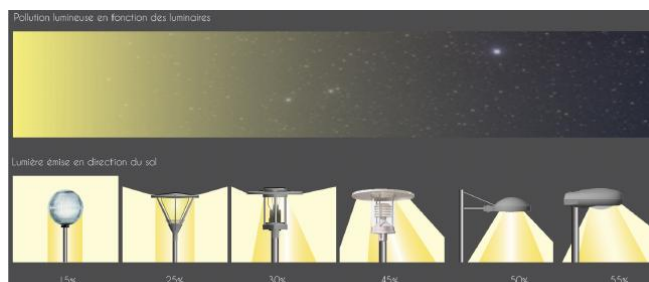 Pollution lumineuse en fonction des luminaires
Lumière émise en direction du sol
15% 25% 30% 45% 50% 55%